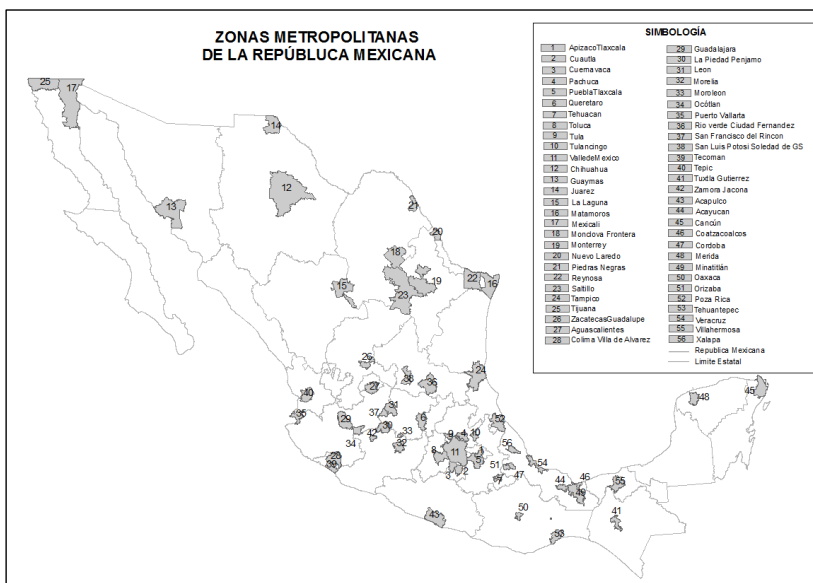 ZONAS METROPOLITANAS
DE LA REPÚBLUCA MEXICANA
SIMBOLOGÍA
1 ApizacoTlaxcala
2 Cuautla
3 Cuernavaca
4 Pachuca
5 PueblaTlaxcala
6 Queretaro
7 Tehuacan
8 Toluca
9 Tula
10 Tulancingo
11 ValledeMexico
12 Chihuahua
13 Guaymas
14 Juarez
15 La Laguna
16 Matamoros
17 Mexicali
18 Monclova Frontera
19 Monterrey
20 Nuevo Laredo
21 Piedras Negras
22 Reynosa
23 Saltillo
24 Tampico
25 Tijuana
26 ZacatecasGuadalupe
27 Aguascalientes
28 Colima Villa de Alvarez
29 Guadalajara
30 La Piedad Penjamo
31 Leon
32 Morelia
33 Moroleon
34 Ocótlan
35 Puerto Vallarta
36 Rio verde Ciudad Fernandez
37 San Francisco del Rincon
38 San Luis Potosi Soledad de GS
39 Tecoman
40 Tepic
41 Tuxtla Gutierrez
42 Zamora Jacona
43 Acapulco
44 Acayucan
45 Cancún
46 Coatzacoalcos
47 Cordoba
48 Merida
49 Minatitlán
50 Oaxaca
51 Orizaba
52 Poza Rica
53 Tehuantepec
54 Veracruz
55 Villahermosa
56 Xalapa
Republica Mexicana
Limite Estatal
25
17
14
12
13
21
20
18
15
19
22
16
23
26
38
36
24
27
40
35
37
31
29
6
52
30
42
33
34
32
9
4
10
8
11
1
5
56
28
39
3
2
51
7
47
54
44
46
49
55
48
45
43
50
53
41